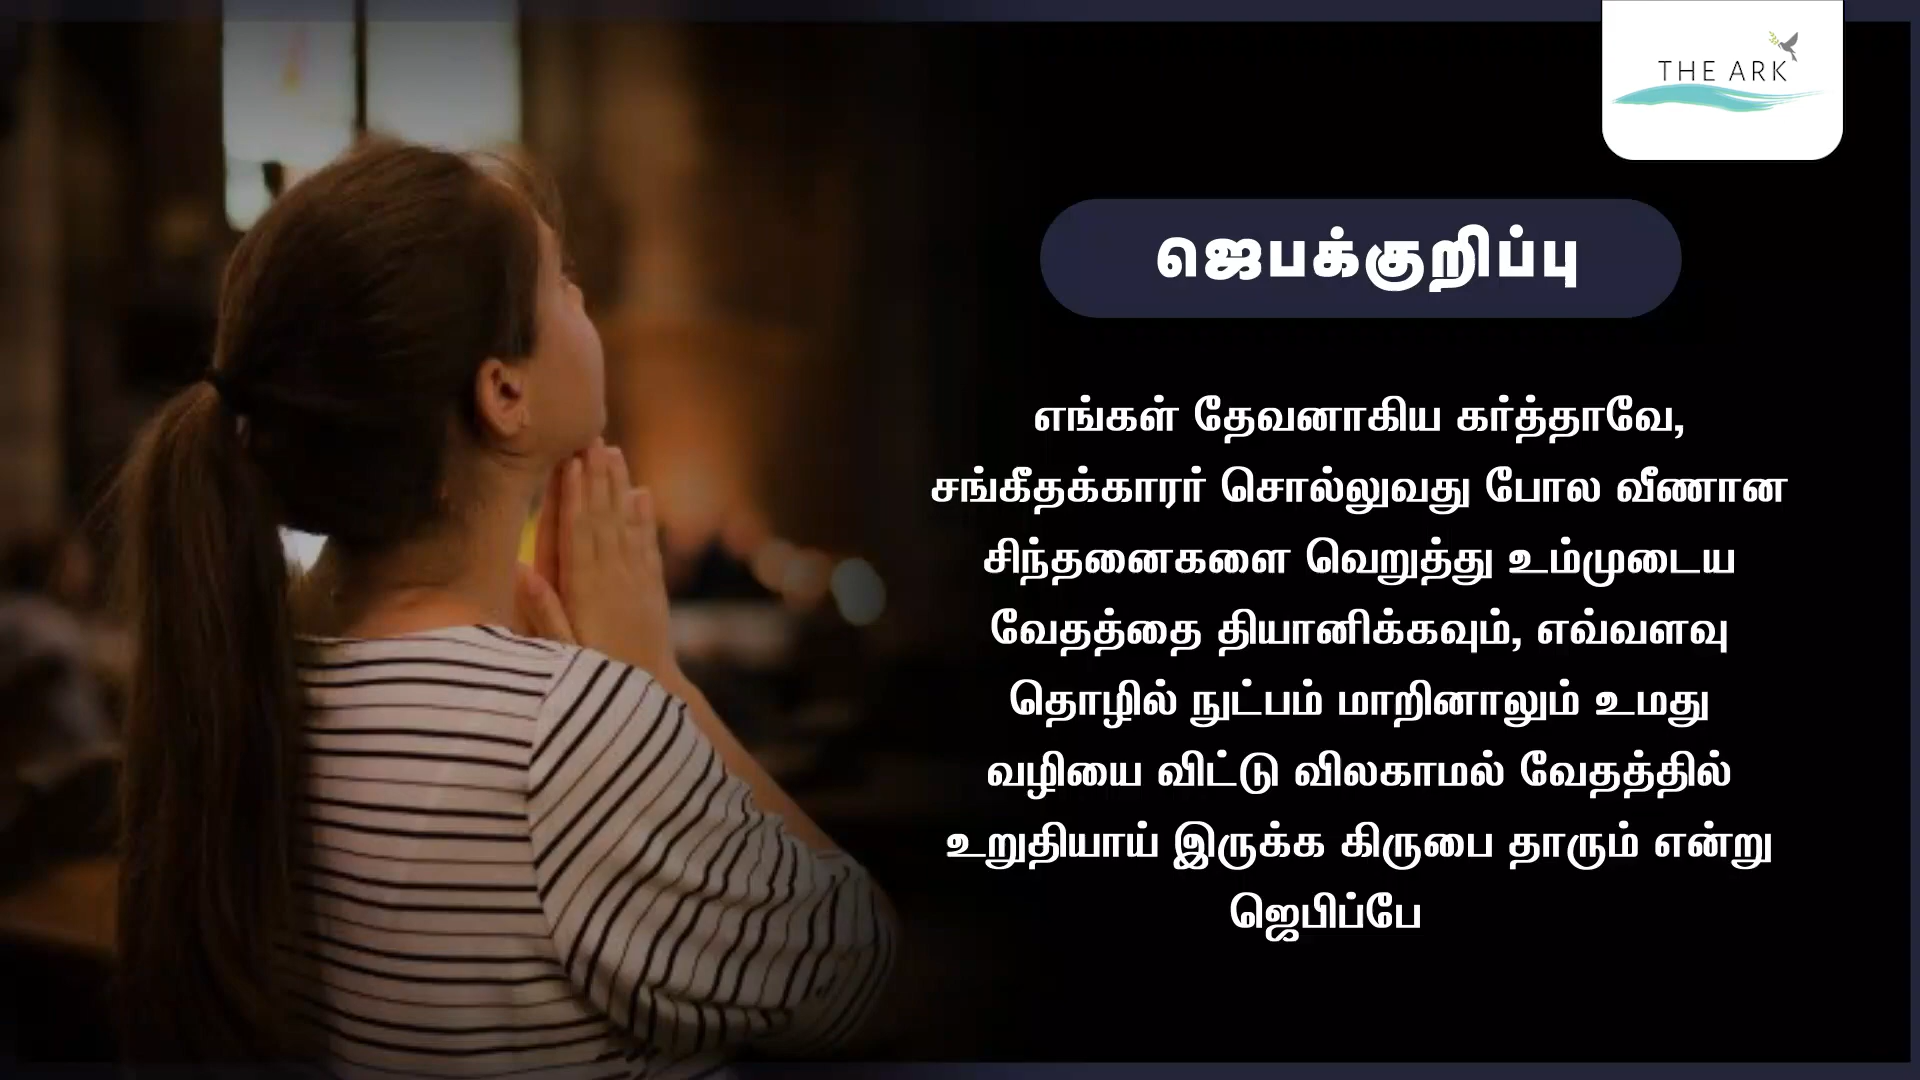 THE ARK
ஜெபக்குறிப்பு
எங்கள் தேவனாகிய கர்த்தாவே,
சங்கீதக்காரர் சொல்லுவது போல வீணான
சிந்தனைகளை வெறுத்து உம்முடைய
வேதத்தை தியானிக்கவும், எவ்வளவு
தொழில் நுட்பம் மாறினாலும் உமது
வழியை விட்டு விலகாமல் வேதத்தில்
உறுதியாய் இருக்க கிருபை தாரும் என்று
ஜெபிப்பே